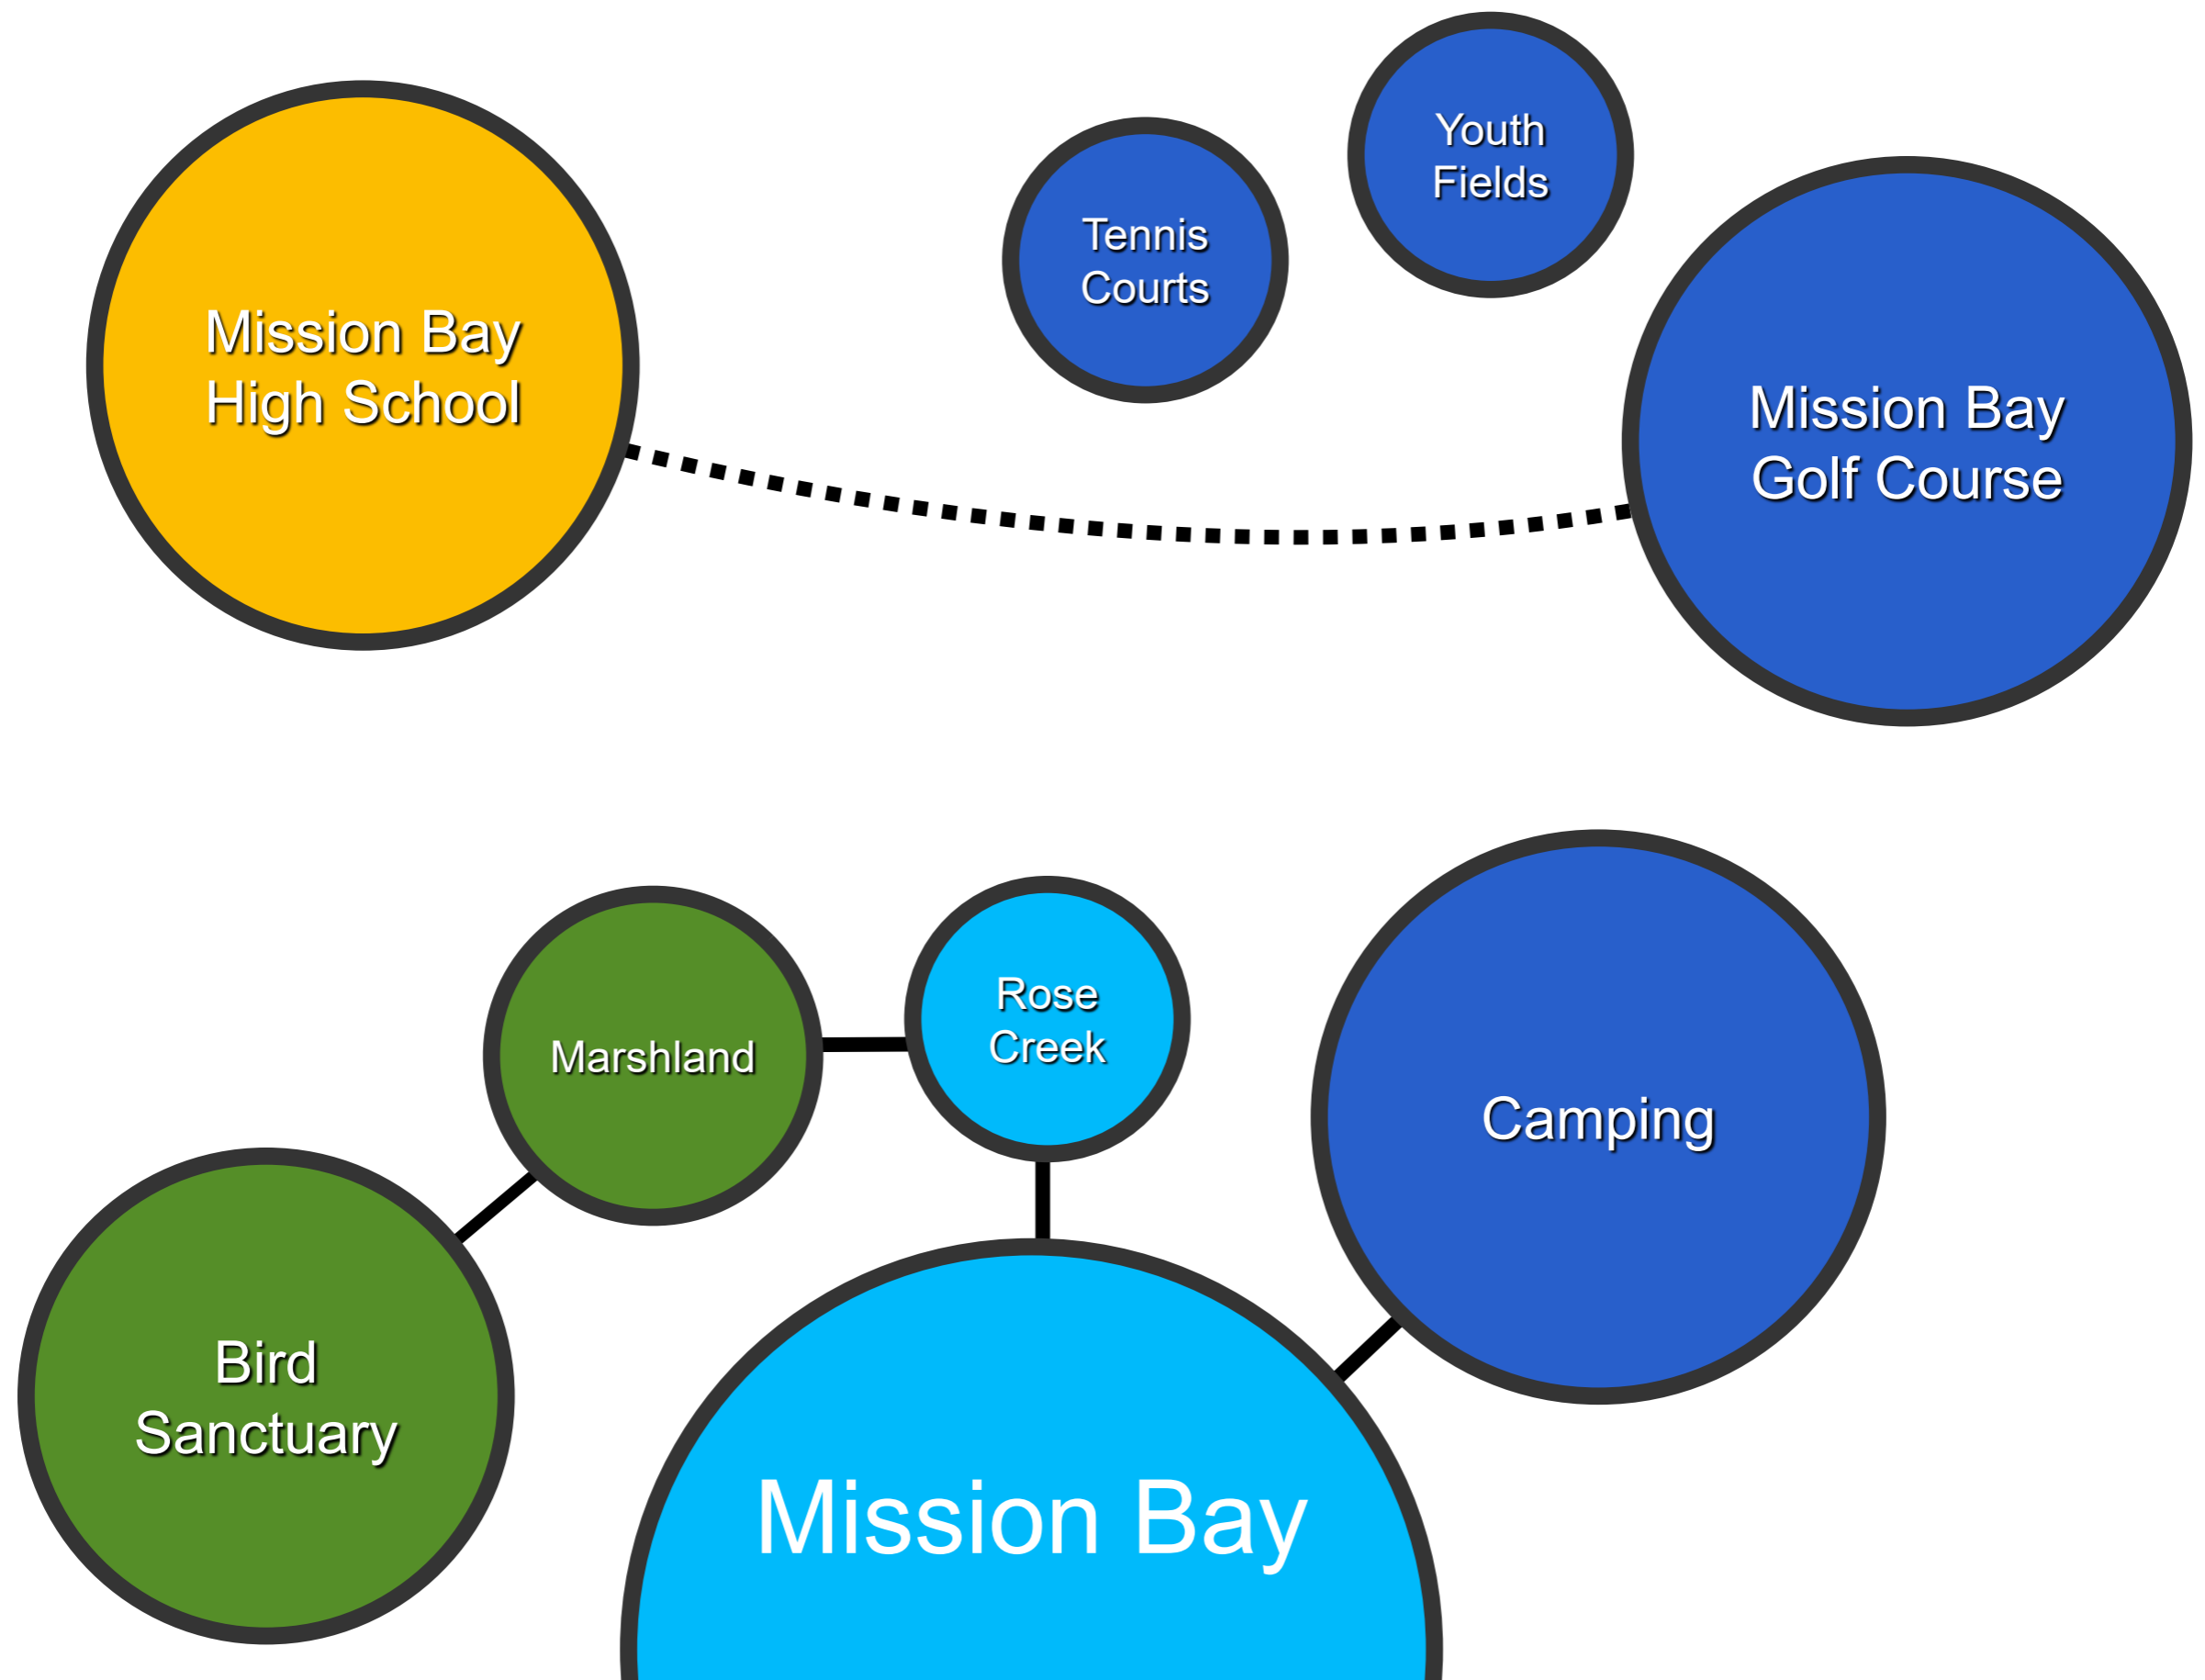 Youth
Fields
Tennis
Courts
Mission Bay
High School
Mission Bay
Golf Course
Rose
Creek
Marshland
Camping
Bird
Sanctuary
Mission Bay